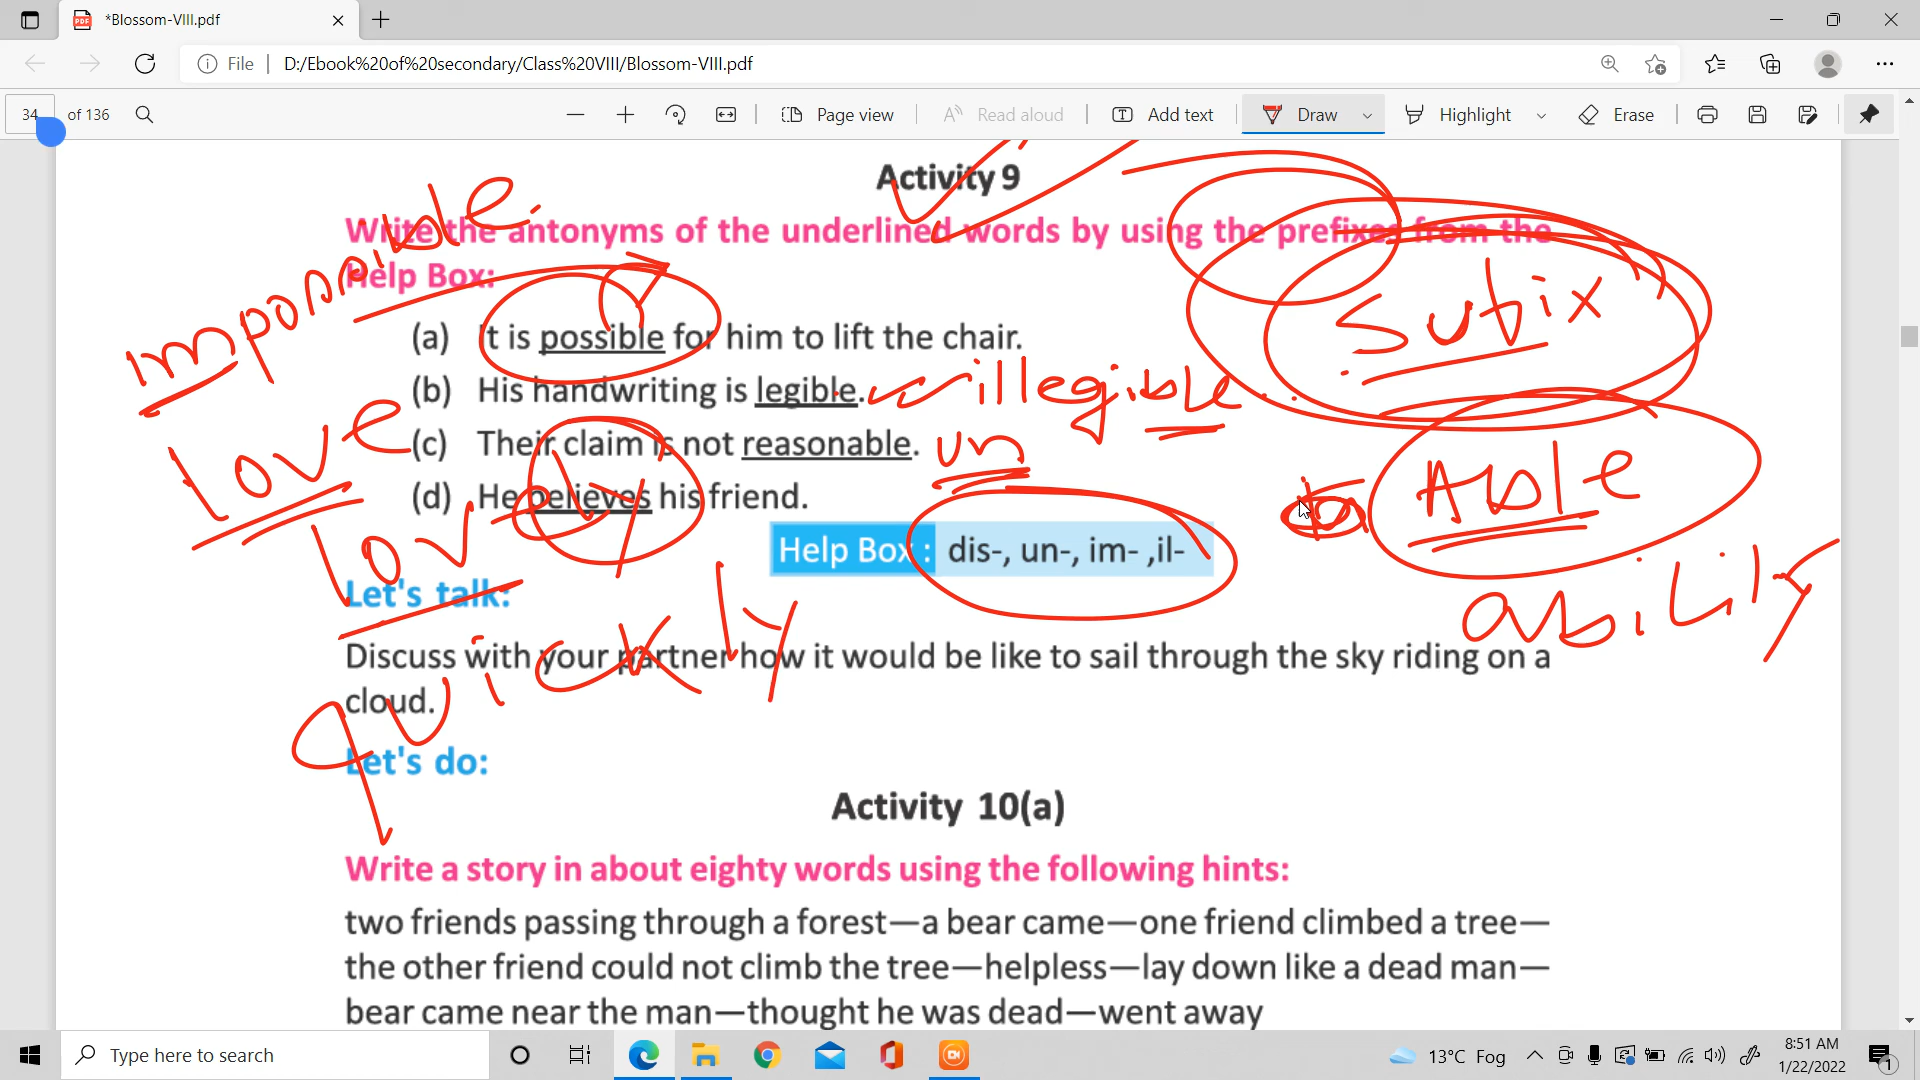 *Blossom-VIII.pdf
File D:/Ebook%20of%20secondary/Class%20VIII/Blossom-VIII.pdf
34 of 136 Page view Read aloud Add text Draw Highlight Erase
Activity 9
Write the antonyms of the underlined words by using the prefixes from the
Help Box:
impossible
Sufix
(a) It is possible for him to lift the chair.
(b) His handwriting is legible. illegible
(c) Their claim is not reasonable. un
love
Able
(d) He believes his friend.
lovely
Help Box : dis-, un-, im- ,il-
ability
Let's talk:
Discuss with your partner how it would be like to sail through the sky riding on a
cloud.
quickly
Let's do:
Activity 10(a)
Write a story in about eighty words using the following hints:
two friends passing through a forest—a bear came—one friend climbed a tree—
the other friend could not climb the tree—helpless—lay down like a dead man—
bear came near the man—thought he was dead—went away
Type here to search
13°C Fog
8:51 AM
1/22/2022
1